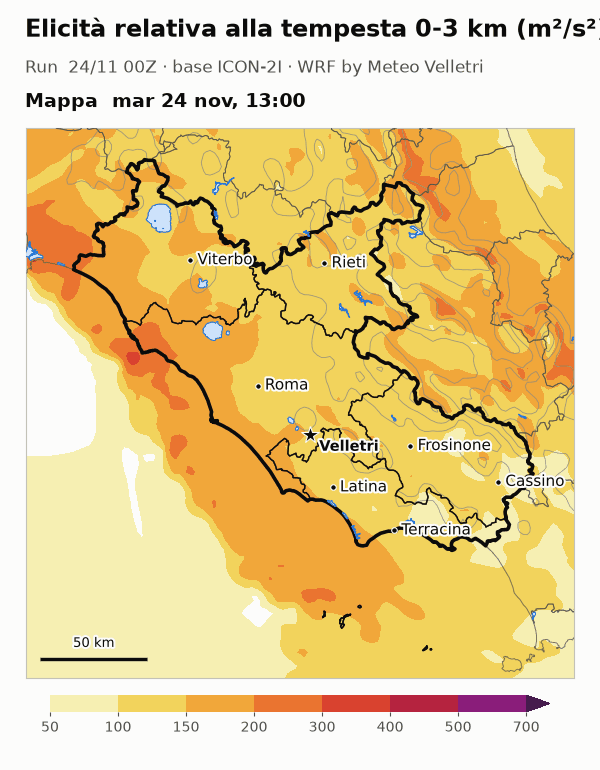 Elicità relativa alla tempesta 0-3 km (m²/s²)
Run  24/11 00Z · base ICON-2I · WRF by Meteo Velletri
Mappa  mar 24 nov, 13:00
Viterbo
Rieti
Roma
Velletri
Frosinone
Cassino
Latina
Terracina
50 km
50 100 150 200 300 400 500 700